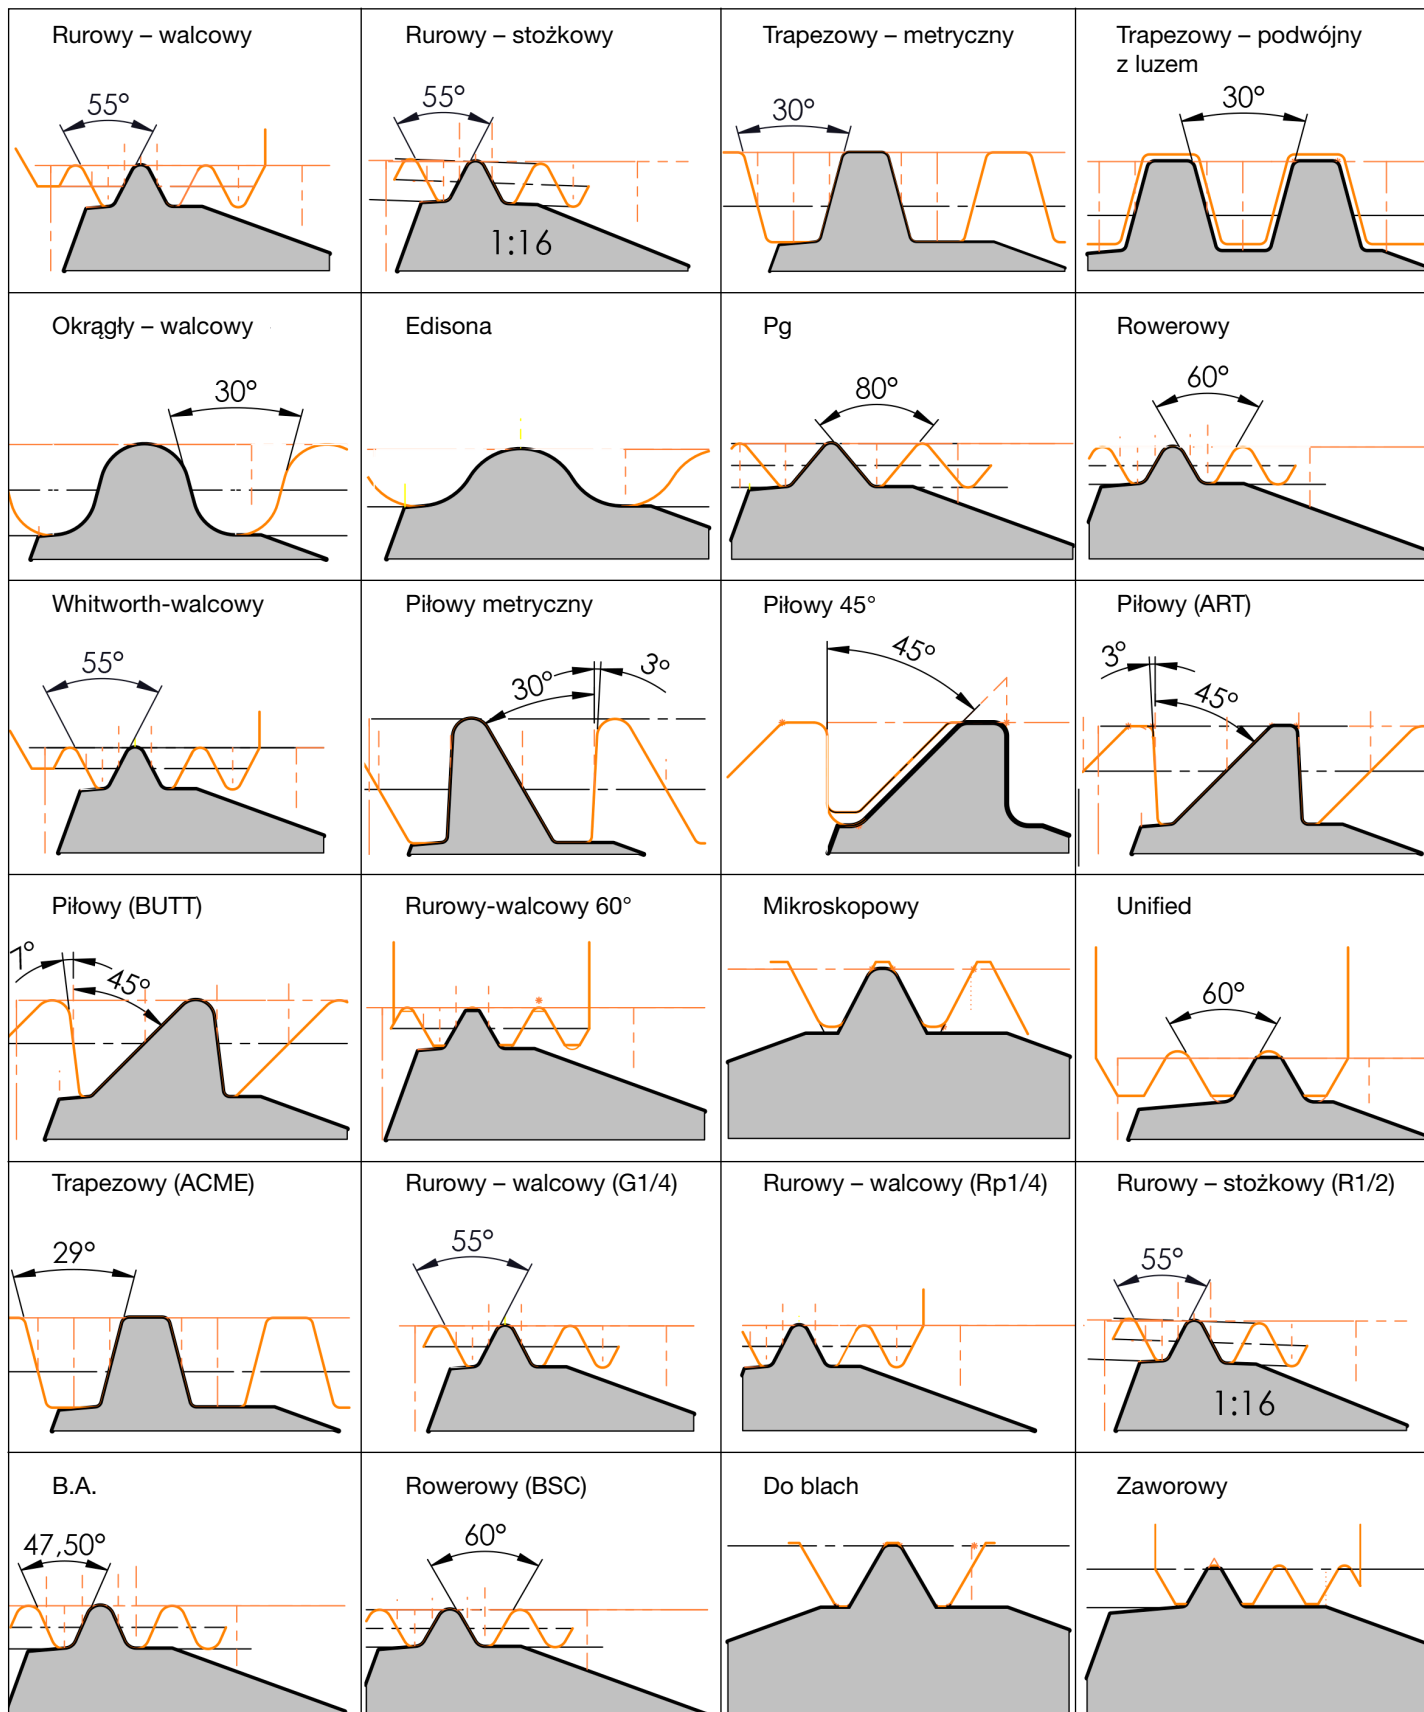 Rurowy – walcowy
55°
Rurowy – stożkowy
55°
1:16
Trapezowy – metryczny
30°
Trapezowy – podwójny
z luzem
30°
Okrągły – walcowy
30°
Edisona
Pg
80°
Rowerowy
60°
Whitworth-walcowy
55°
Piłowy metryczny
30°
3°
Piłowy 45°
45°
Piłowy (ART)
3°
45°
Piłowy (BUTT)
7°
45°
Rurowy-walcowy 60°
Mikroskopowy
Unified
60°
Trapezowy (ACME)
29°
Rurowy – walcowy (G1/4)
55°
Rurowy – walcowy (Rp1/4)
Rurowy – stożkowy (R1/2)
55°
1:16
B.A.
47,50°
Rowerowy (BSC)
60°
Do blach
Zaworowy